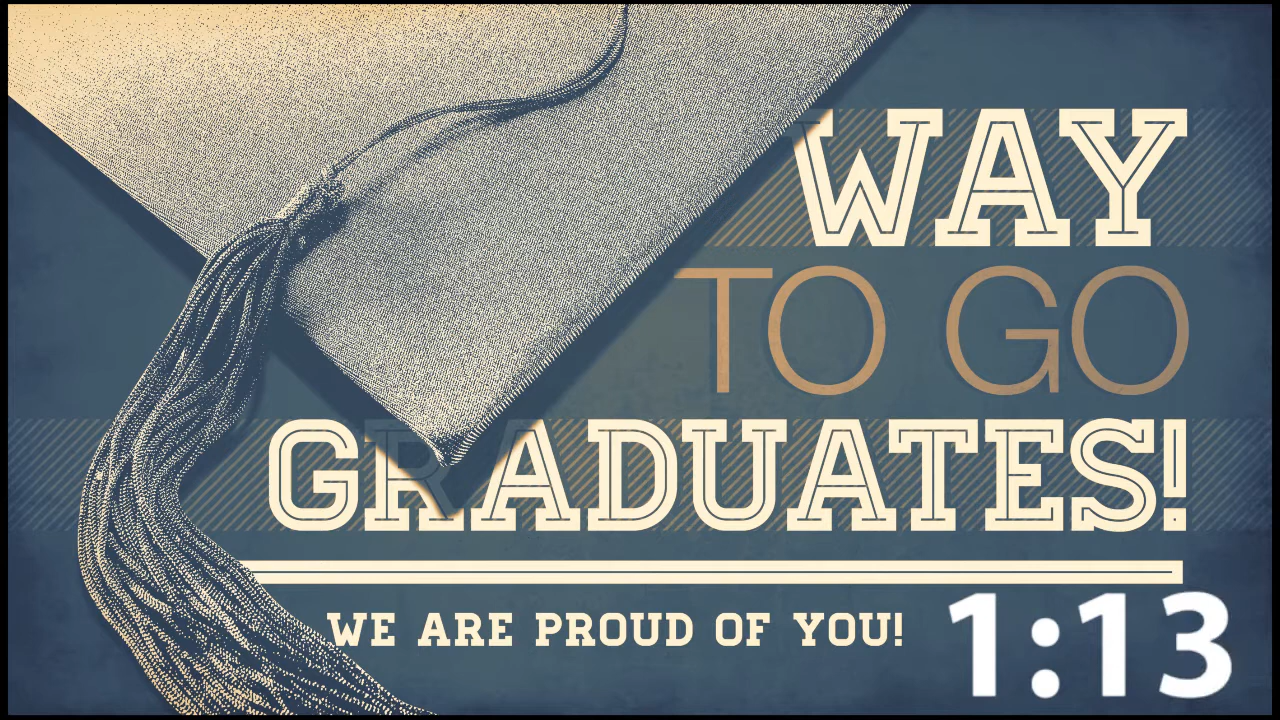 WAY
TO GO
GRADUATES!
WE ARE PROUD OF YOU!
1:13